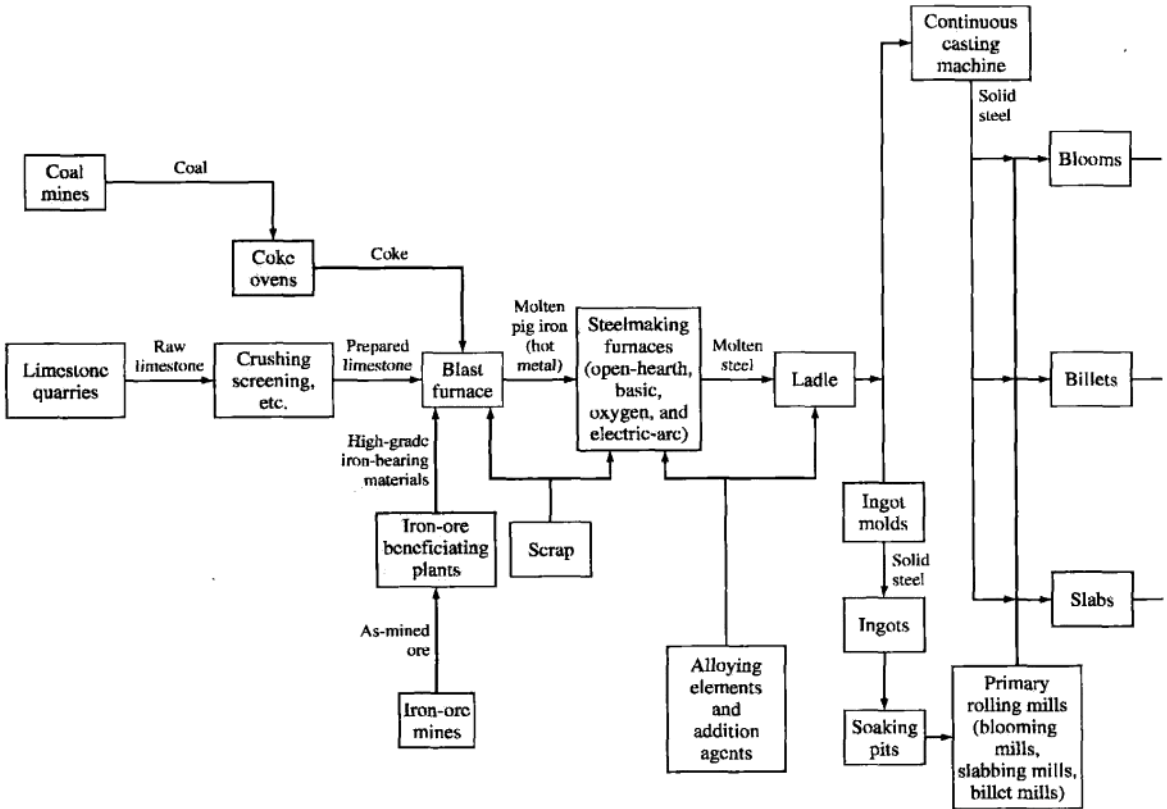 Continuous
casting
machine
Solid
steel
Blooms
Coal
mines
Coal
Coke
ovens
Coke
Limestone
quarries
Raw
limestone
Crushing
screening,
etc.
Prepared
limestone
Blast
furnace
Molten
pig iron
(hot
metal)
Steelmaking
furnaces
(open-hearth,
basic,
oxygen, and
electric-arc)
Molten
steel
Ladle
Billets
High-grade
iron-bearing
materials
Iron-ore
beneficiating
plants
Scrap
Ingot
molds
Solid
steel
Ingots
Slabs
As-mined
ore
Iron-ore
mines
Alloying
elements
and
addition
agents
Soaking
pits
Primary
rolling mills
(blooming
mills,
slabbing mills,
billet mills)